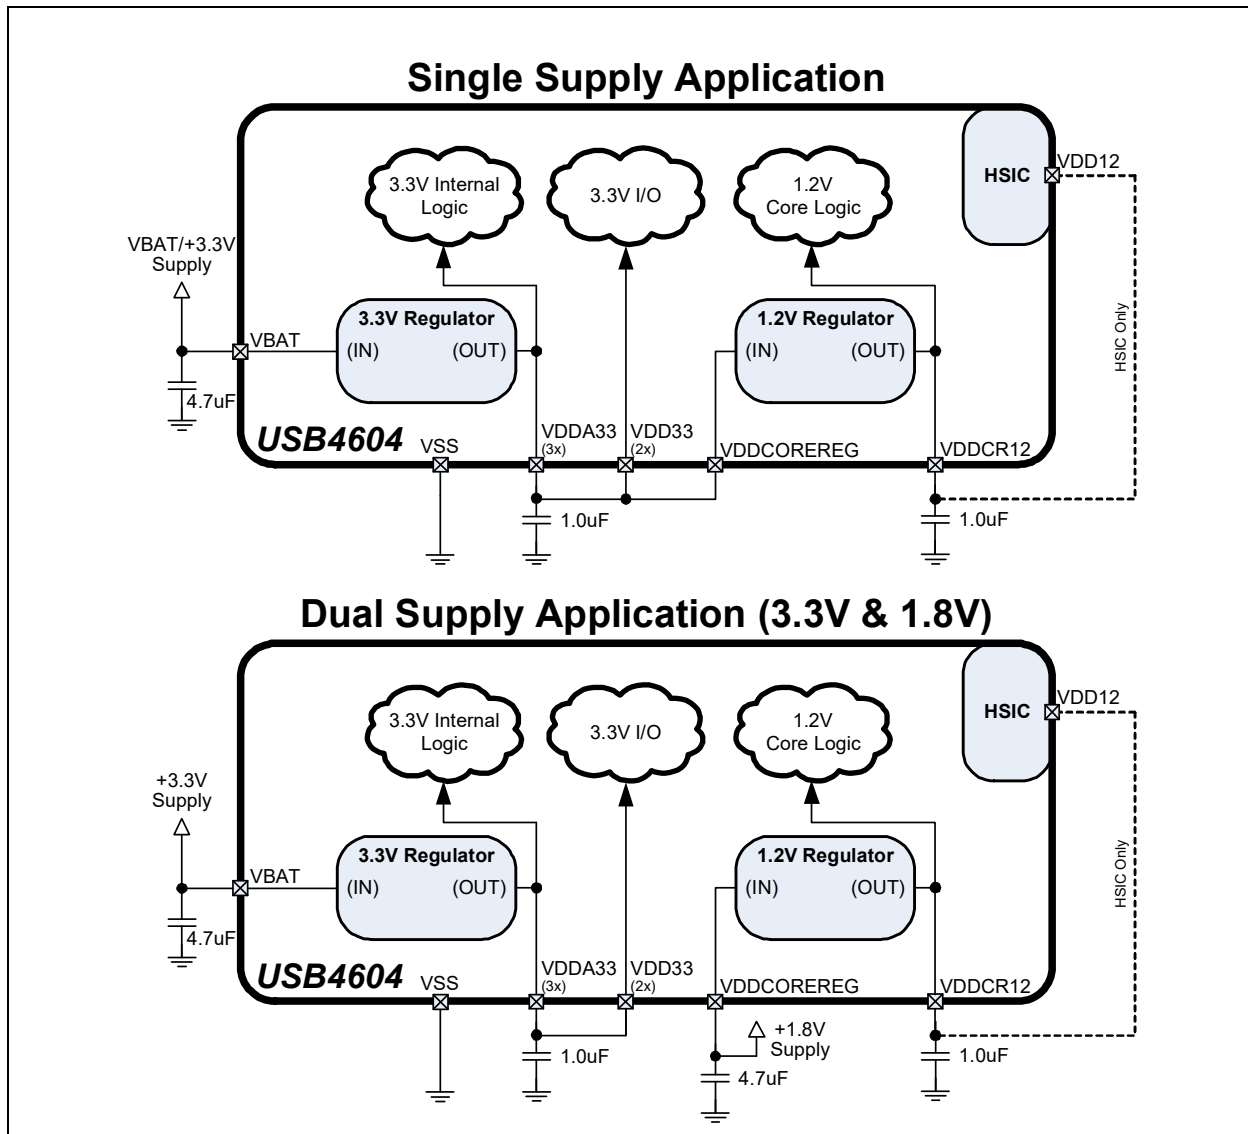 Single Supply Application
3.3V Internal
Logic
3.3V I/O
1.2V
Core Logic
HSIC
VDD12
VBAT/+3.3V
Supply
3.3V Regulator
1.2V Regulator
VBAT
(IN)
(OUT)
(IN)
(OUT)
HSIC Only
4.7uF
USB4604
VSS
VDDA33
(3x)
VDD33
(2x)
VDDCOREREG
VDDCR12
1.0uF
1.0uF
Dual Supply Application (3.3V & 1.8V)
3.3V Internal
Logic
3.3V I/O
1.2V
Core Logic
HSIC
VDD12
+3.3V
Supply
3.3V Regulator
1.2V Regulator
VBAT
(IN)
(OUT)
(IN)
(OUT)
HSIC Only
4.7uF
USB4604
VSS
VDDA33
(3x)
VDD33
(2x)
VDDCOREREG
VDDCR12
1.0uF
+1.8V
Supply
4.7uF
1.0uF